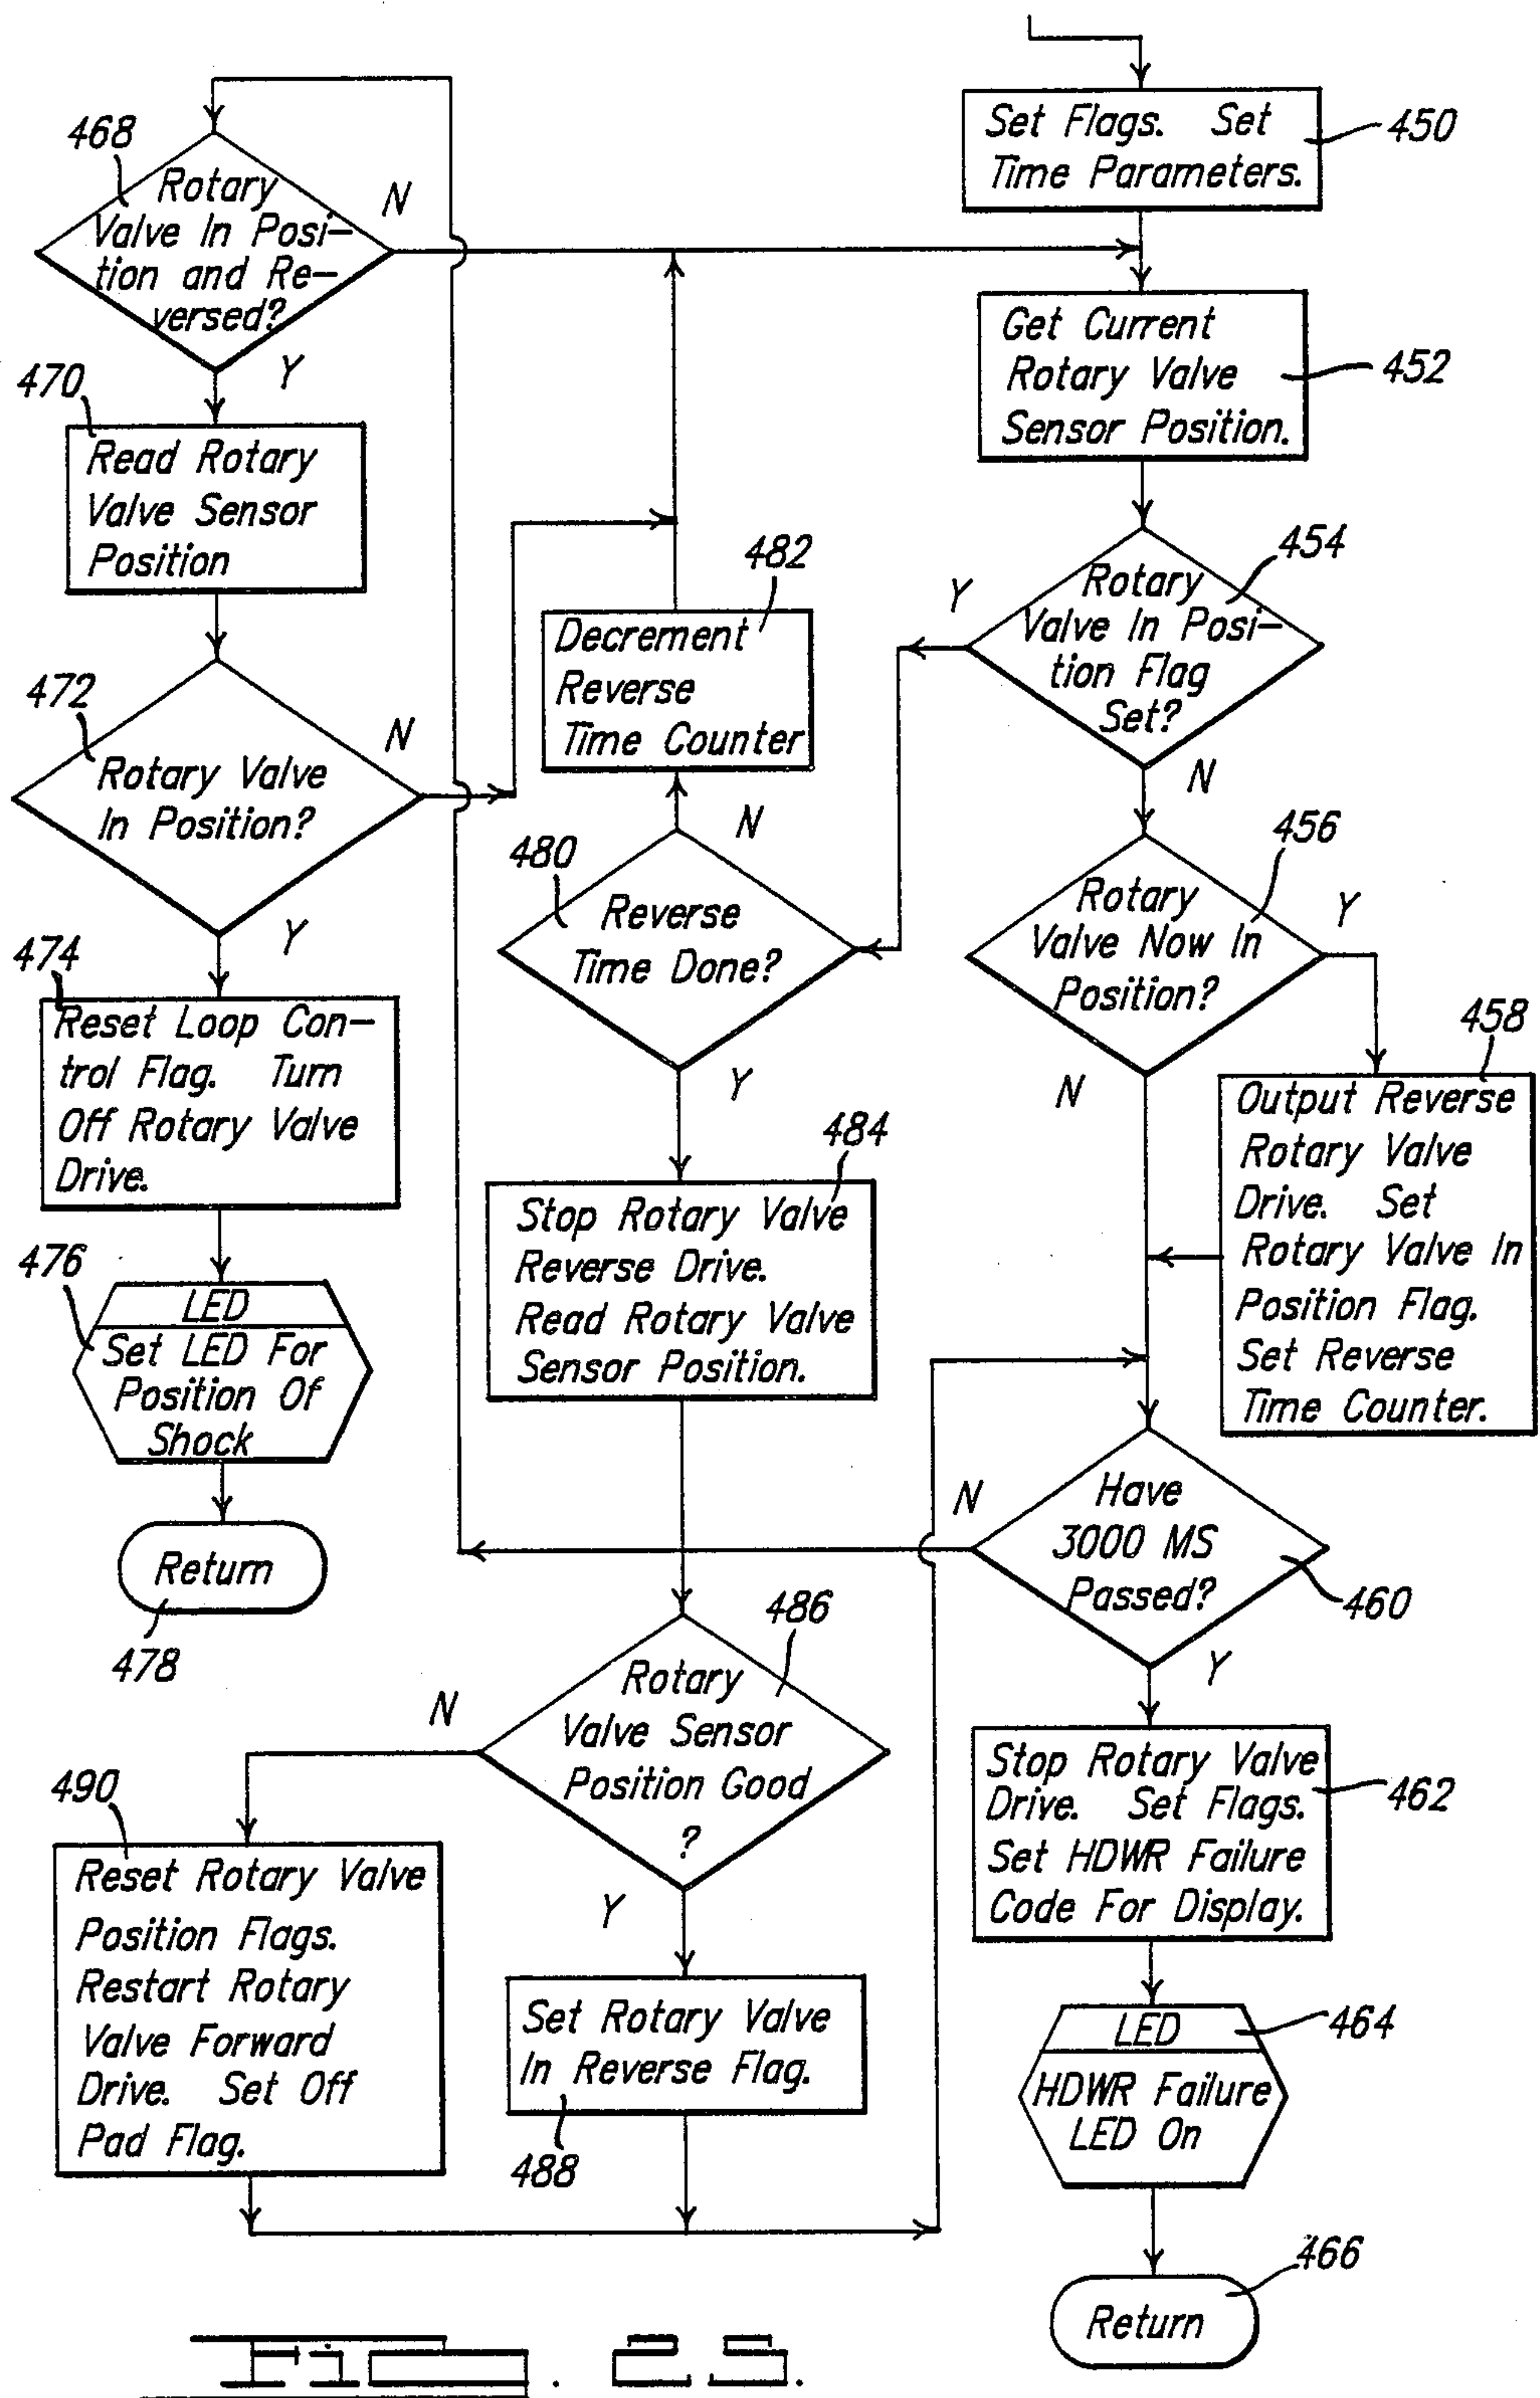 450
Set Flags. Set
Time Parameters.
468
Rotary
Valve In Posi-
tion and Re-
versed?
N
Y
452
Get Current
Rotary Valve
Sensor Position.
470
Read Rotary
Valve Sensor
Position
454
Rotary
Valve In Posi-
tion Flag
Set?
Y
N
482
Decrement
Reverse
Time Counter
472
Rotary Valve
In Position?
N
Y
480
Reverse
Time Done?
N
Y
456
Rotary
Valve Now In
Position?
Y
N
458
Output Reverse
Rotary Valve
Drive. Set
Rotary Valve In
Position Flag.
Set Reverse
Time Counter.
474
Reset Loop Con-
trol Flag. Turn
Off Rotary Valve
Drive.
484
Stop Rotary Valve
Reverse Drive.
Read Rotary Valve
Sensor Position.
476
LED
Set LED For
Position Of
Shock
Return
478
N
Have
3000 MS
Passed?
460
Y
486
Rotary
Valve Sensor
Position Good
?
N
Y
462
Stop Rotary Valve
Drive. Set Flags.
Set HDWR Failure
Code For Display.
490
Reset Rotary Valve
Position Flags.
Restart Rotary
Valve Forward
Drive. Set Off
Pad Flag.
Set Rotary Valve
In Reverse Flag.
488
464
LED
HDWR Failure
LED On
466
Return